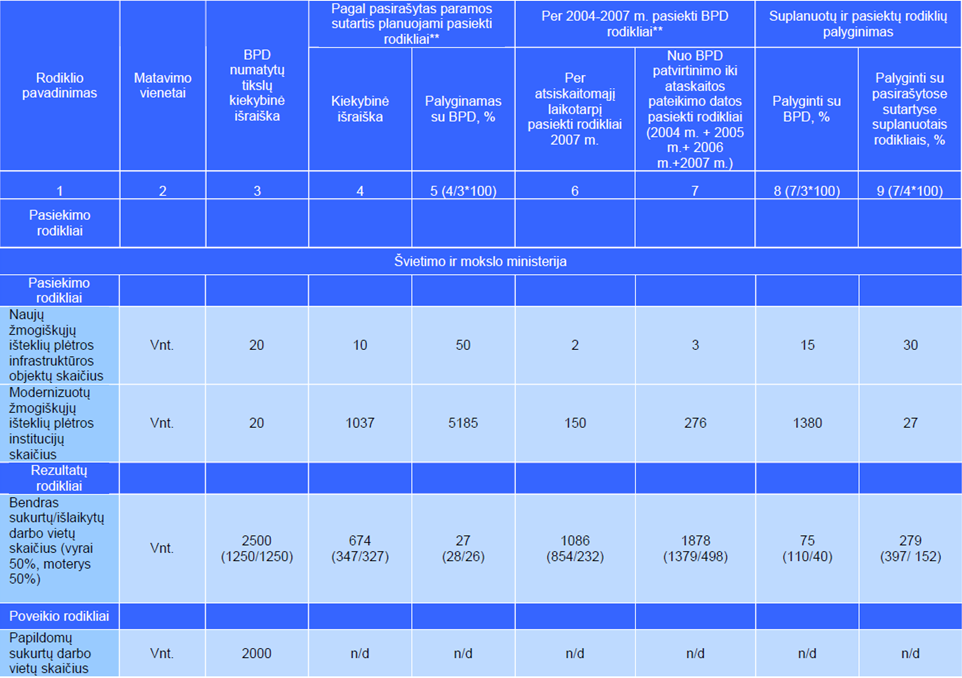 Rodiklio
pavadinimas
Matavimo
vienetai
BPD
numatytų
tikslų
kiekybinė
išraiška
Pagal pasirašytas paramos
sutartis planuojami pasiekti
rodikliai**
Per 2004-2007 m. pasiekti BPD
rodikliai**
Suplanuotų ir pasiektų rodiklių
palyginimas
Kiekybinė
išraiška
Palyginamas
su BPD, %
Per
atsiskaitomąjį
laikotarpį
pasiekti rodikliai
2007 m.
Nuo BPD
patvirtinimo iki
ataskaitos
pateikimo datos
pasiekti rodikliai
(2004 m. + 2005
m.+ 2006
m.+2007 m.)
Palyginti su
BPD, %
Palyginti su
pasirašytose
sutartyse
suplanuotais
rodikliais, %
1 2 3 4 5 (4/3*100) 6 7 8 (7/3*100) 9 (7/4*100)
Pasiekimo
rodikliai
Švietimo ir mokslo ministerija
Pasiekimo
rodikliai
Naujų
žmogiškųjų
išteklių plėtros
infrastruktūros
objektų skaičius
Vnt. 20 10 50 2 3 15 30
Modernizuotų
žmogiškųjų
išteklių plėtros
institucijų
skaičius
Vnt. 20 1037 5185 150 276 1380 27
Rezultatų
rodikliai
Bendras
sukurtų/išlaikytų
darbo vietų
skaičius (vyrai
50%, moterys
50%)
Vnt.
2500
(1250/1250)
674
(347/327)
27
(28/26)
1086
(854/232)
1878
(1379/498)
75
(110/40)
279
(397/ 152)
Poveikio rodikliai
Papildomų
sukurtų darbo
vietų skaičius
Vnt. 2000 n/d n/d n/d n/d n/d n/d